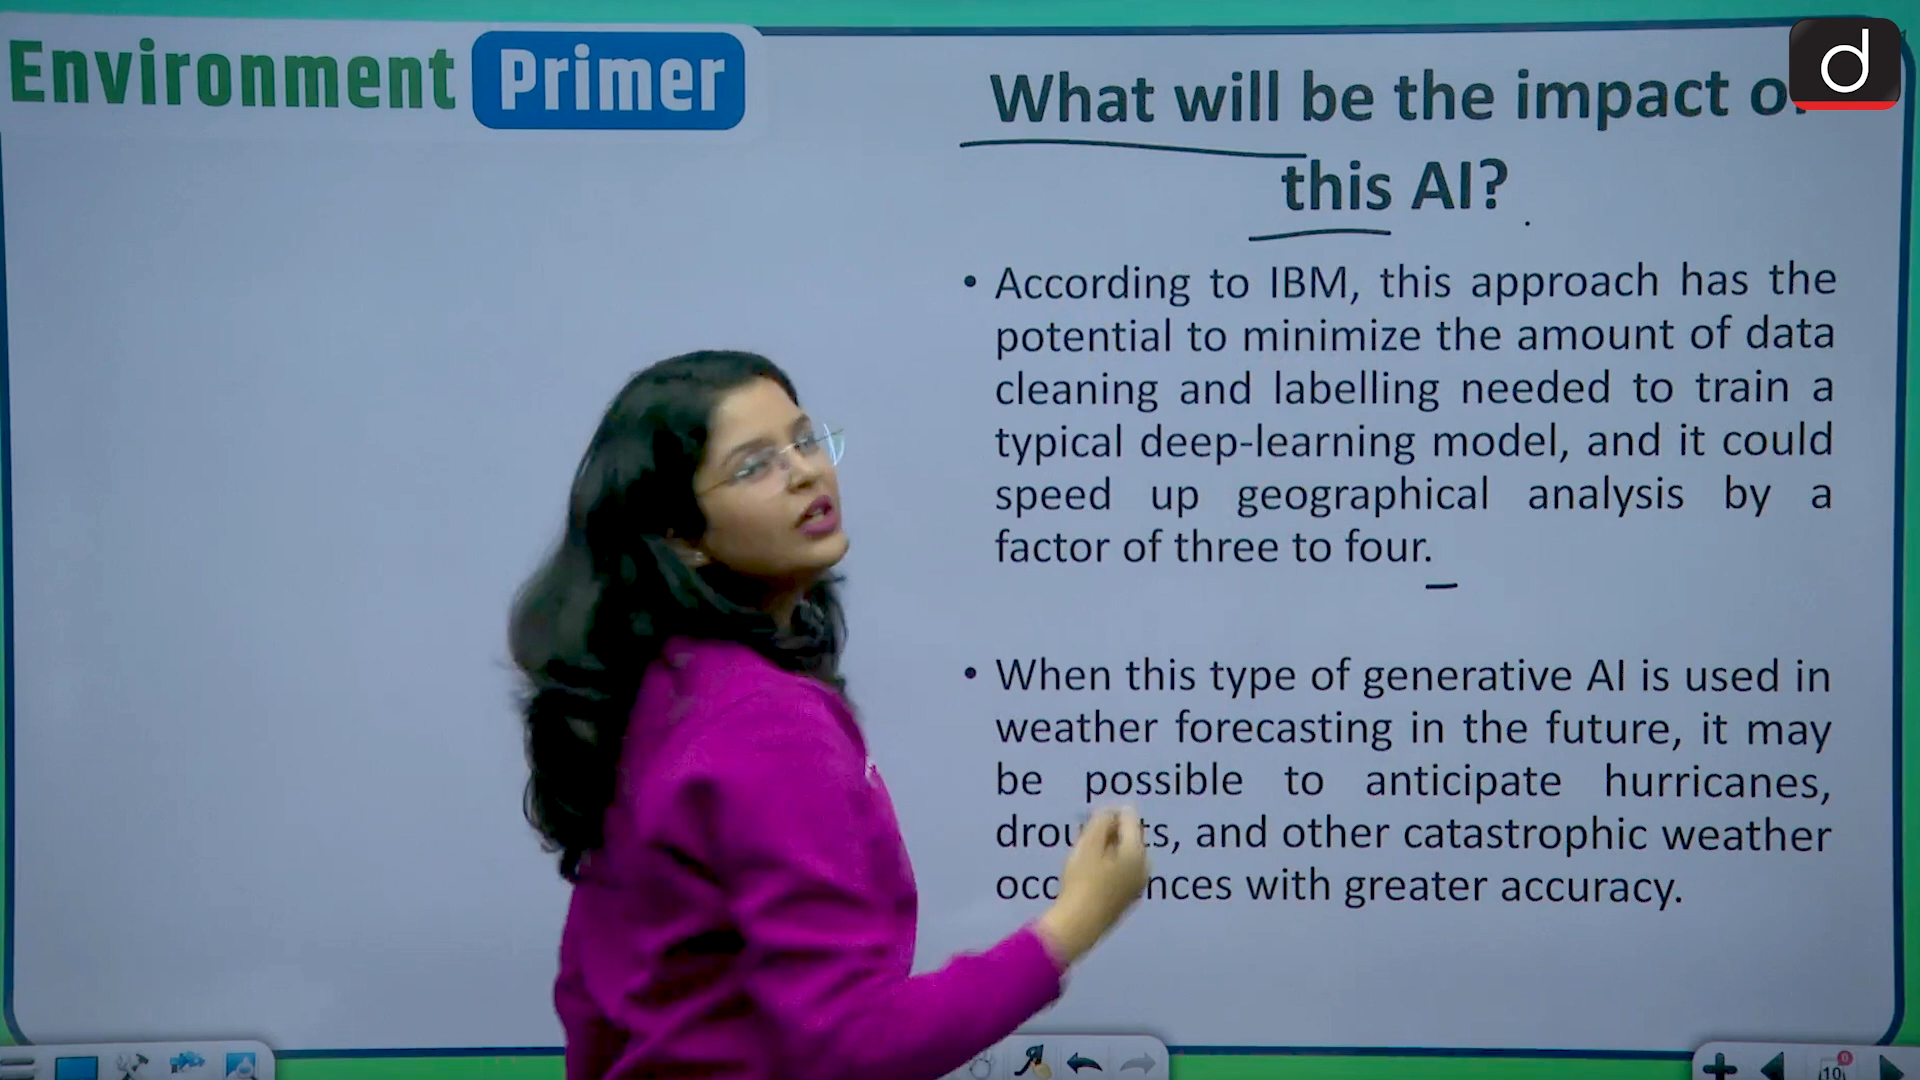 Environment Primer
What will be the impact
this AI?
• According to IBM, this approach has the
potential to minimize the amount of data
cleaning and labelling needed to train a
typical deep-learning model, and it could
speed up geographical analysis by a
factor of three to four.
• When this type of generative AI is used in
weather forecasting in the future, it may
be possible to anticipate hurricanes,
and other catastrophic weather
with greater accuracy.
d
10